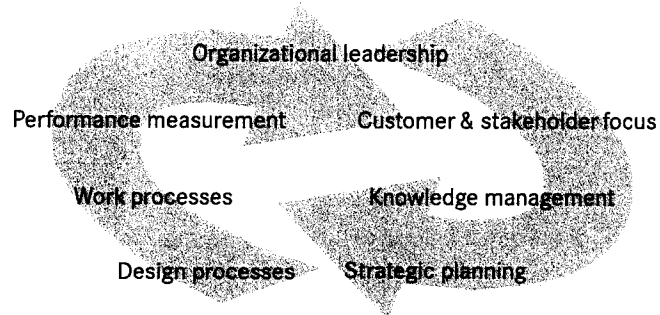 Organizational leadership
Performance measurement
Customer & stakeholder focus
Work processes
Knowledge management
Design processes
Strategic planning